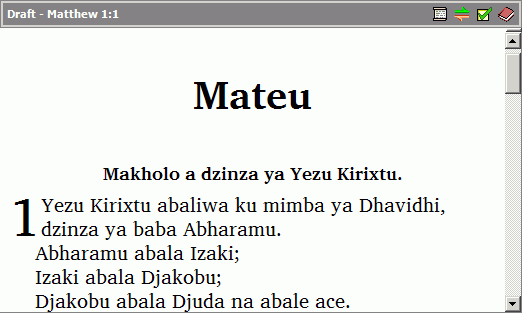 Draft - Matthew 1:1
Mateu
Makholo a dzinza ya Yezu Kirixtu.
1 Yezu Kirixtu abaliwa ku mimba ya Dhavidhi,
dzinza ya baba Abharamu.
Abharamu abala Izaki;
Izaki abala Djakobu;
Djakobu abala Djuda na abale ace.